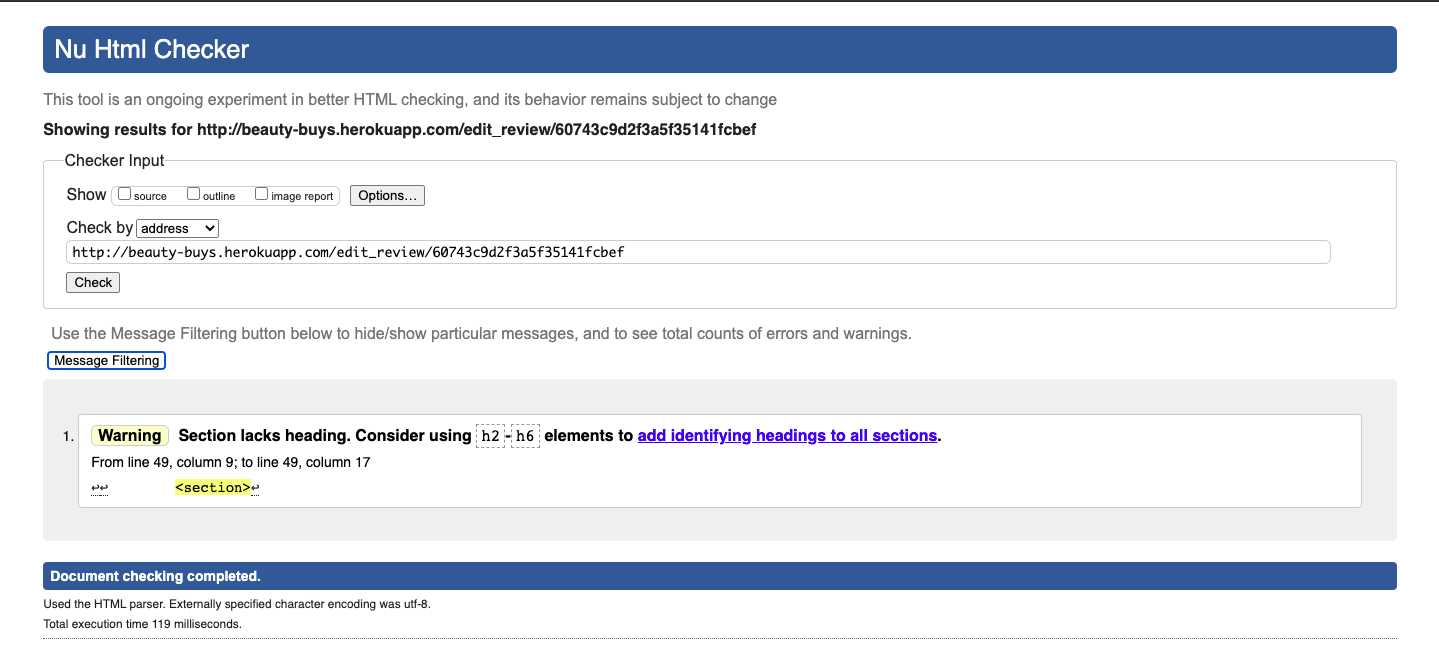 Nu Html Checker
This tool is an ongoing experiment in better HTML checking, and its behavior remains subject to change
Showing results for http://beauty-buys.herokuapp.com/edit_review/60743c9d2f3a5f35141fcbef
Checker Input
Show source outline image report Options...
Check by address
http://beauty-buys.herokuapp.com/edit_review/60743c9d2f3a5f35141fcbef
Check
Use the Message Filtering button below to hide/show particular messages, and to see total counts of errors and warnings.
Message Filtering
1. Warning Section lacks heading. Consider using h2-h6 elements to add identifying headings to all sections.
From line 49, column 9; to line 49, column 17
↩↩ <section>↩
Document checking completed.
Used the HTML parser. Externally specified character encoding was utf-8.
Total execution time 119 milliseconds.